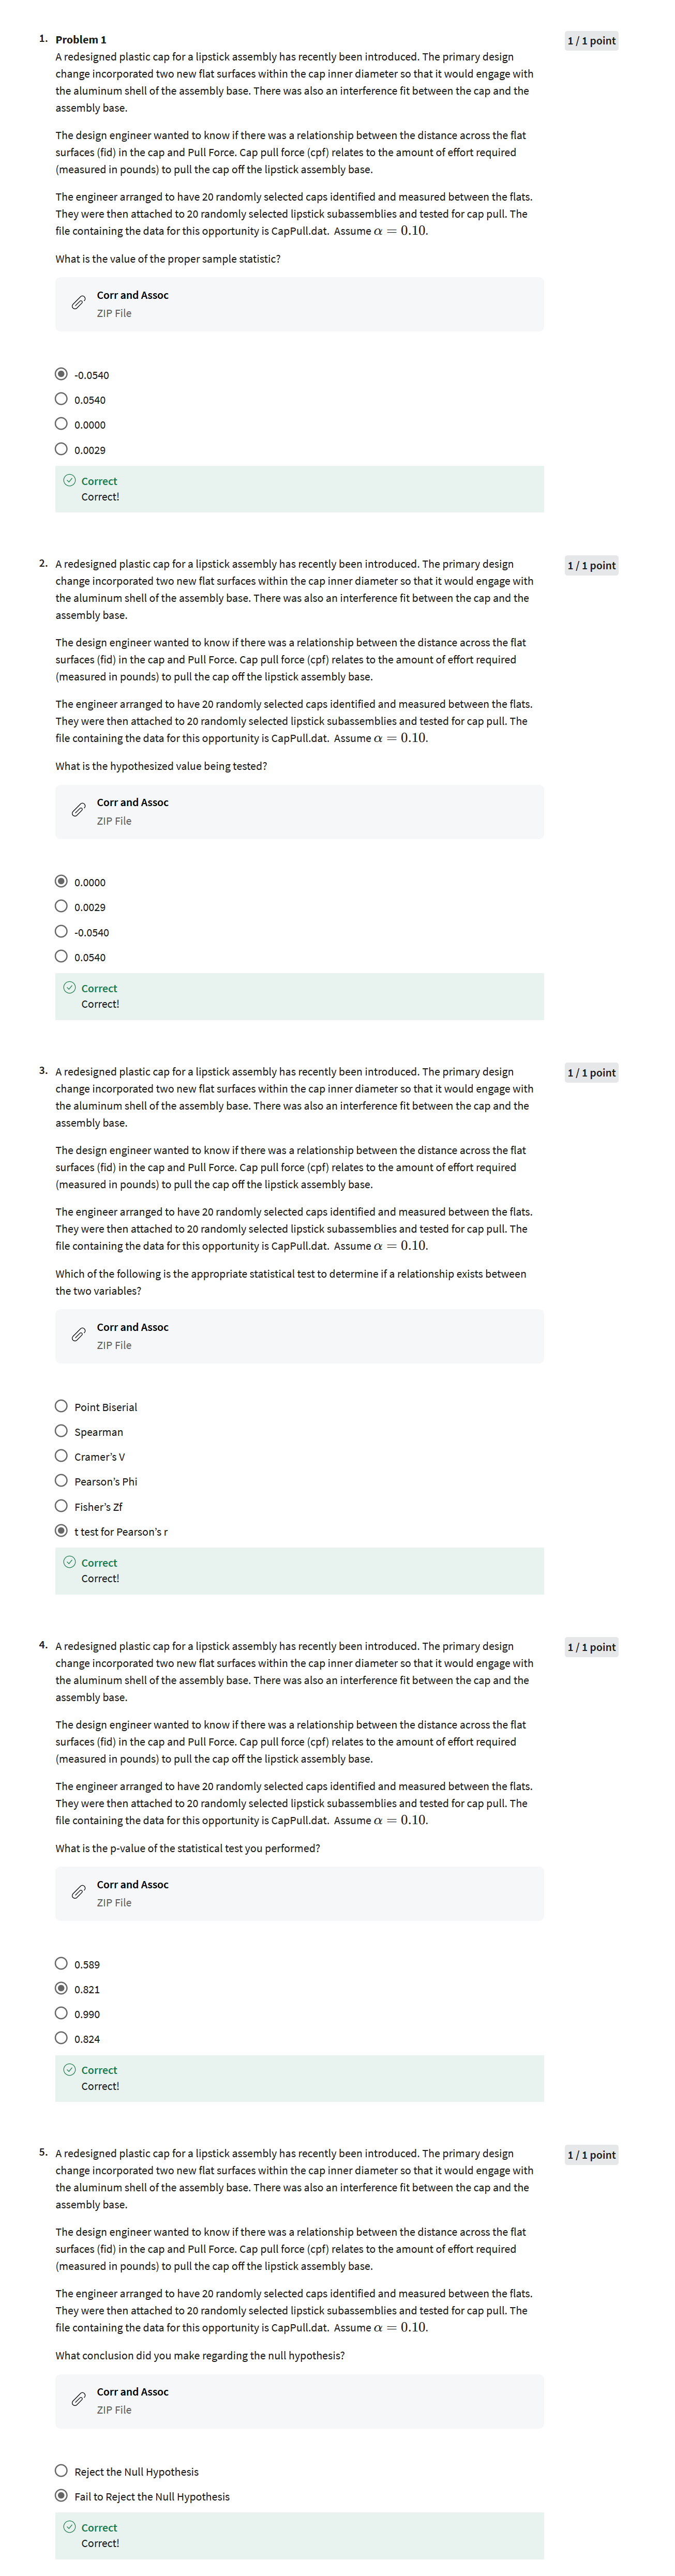 1. Problem 1
1 / 1 point
A redesigned plastic cap for a lipstick assembly has recently been introduced. The primary design
change incorporated two new flat surfaces within the cap inner diameter so that it would engage with
the aluminum shell of the assembly base. There was also an interference fit between the cap and the
assembly base.
The design engineer wanted to know if there was a relationship between the distance across the flat
surfaces (fid) in the cap and Pull Force. Cap pull force (cpf) relates to the amount of effort required
(measured in pounds) to pull the cap off the lipstick assembly base.
The engineer arranged to have 20 randomly selected caps identified and measured between the flats.
They were then attached to 20 randomly selected lipstick subassemblies and tested for cap pull. The
file containing the data for this opportunity is CapPull.dat. Assume α = 0.10.
What is the value of the proper sample statistic?
Corr and Assoc
ZIP File
-0.0540
0.0540
0.0000
0.0029
Correct
Correct!
2. A redesigned plastic cap for a lipstick assembly has recently been introduced. The primary design
1 / 1 point
change incorporated two new flat surfaces within the cap inner diameter so that it would engage with
the aluminum shell of the assembly base. There was also an interference fit between the cap and the
assembly base.
The design engineer wanted to know if there was a relationship between the distance across the flat
surfaces (fid) in the cap and Pull Force. Cap pull force (cpf) relates to the amount of effort required
(measured in pounds) to pull the cap off the lipstick assembly base.
The engineer arranged to have 20 randomly selected caps identified and measured between the flats.
They were then attached to 20 randomly selected lipstick subassemblies and tested for cap pull. The
file containing the data for this opportunity is CapPull.dat. Assume α = 0.10.
What is the hypothesized value being tested?
Corr and Assoc
ZIP File
0.0000
0.0029
-0.0540
0.0540
Correct
Correct!
3. A redesigned plastic cap for a lipstick assembly has recently been introduced. The primary design
1 / 1 point
change incorporated two new flat surfaces within the cap inner diameter so that it would engage with
the aluminum shell of the assembly base. There was also an interference fit between the cap and the
assembly base.
The design engineer wanted to know if there was a relationship between the distance across the flat
surfaces (fid) in the cap and Pull Force. Cap pull force (cpf) relates to the amount of effort required
(measured in pounds) to pull the cap off the lipstick assembly base.
The engineer arranged to have 20 randomly selected caps identified and measured between the flats.
They were then attached to 20 randomly selected lipstick subassemblies and tested for cap pull. The
file containing the data for this opportunity is CapPull.dat. Assume α = 0.10.
Which of the following is the appropriate statistical test to determine if a relationship exists between
the two variables?
Corr and Assoc
ZIP File
Point Biserial
Spearman
Cramer's V
Pearson's Phi
Fisher's Zf
t test for Pearson's r
Correct
Correct!
4. A redesigned plastic cap for a lipstick assembly has recently been introduced. The primary design
1 / 1 point
change incorporated two new flat surfaces within the cap inner diameter so that it would engage with
the aluminum shell of the assembly base. There was also an interference fit between the cap and the
assembly base.
The design engineer wanted to know if there was a relationship between the distance across the flat
surfaces (fid) in the cap and Pull Force. Cap pull force (cpf) relates to the amount of effort required
(measured in pounds) to pull the cap off the lipstick assembly base.
The engineer arranged to have 20 randomly selected caps identified and measured between the flats.
They were then attached to 20 randomly selected lipstick subassemblies and tested for cap pull. The
file containing the data for this opportunity is CapPull.dat. Assume α = 0.10.
What is the p-value of the statistical test you performed?
Corr and Assoc
ZIP File
0.589
0.821
0.990
0.824
Correct
Correct!
5. A redesigned plastic cap for a lipstick assembly has recently been introduced. The primary design
1 / 1 point
change incorporated two new flat surfaces within the cap inner diameter so that it would engage with
the aluminum shell of the assembly base. There was also an interference fit between the cap and the
assembly base.
The design engineer wanted to know if there was a relationship between the distance across the flat
surfaces (fid) in the cap and Pull Force. Cap pull force (cpf) relates to the amount of effort required
(measured in pounds) to pull the cap off the lipstick assembly base.
The engineer arranged to have 20 randomly selected caps identified and measured between the flats.
They were then attached to 20 randomly selected lipstick subassemblies and tested for cap pull. The
file containing the data for this opportunity is CapPull.dat. Assume α = 0.10.
What conclusion did you make regarding the null hypothesis?
Corr and Assoc
ZIP File
Reject the Null Hypothesis
Fail to Reject the Null Hypothesis
Correct
Correct!